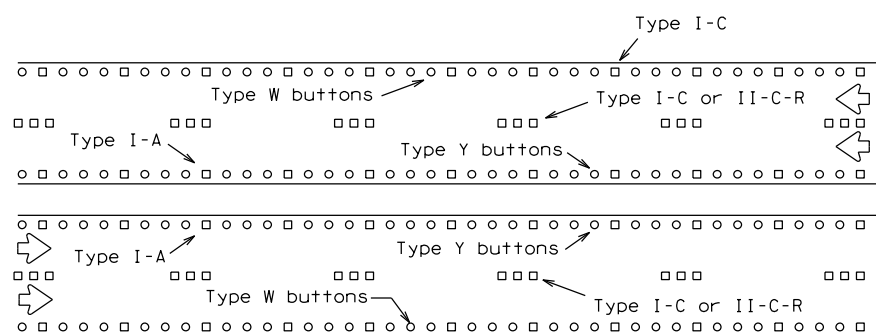 Type I-C
Type W buttons
Type I-C or II-C-R
Type I-A
Type Y buttons
Type I-A
Type Y buttons
Type W buttons
Type I-C or II-C-R